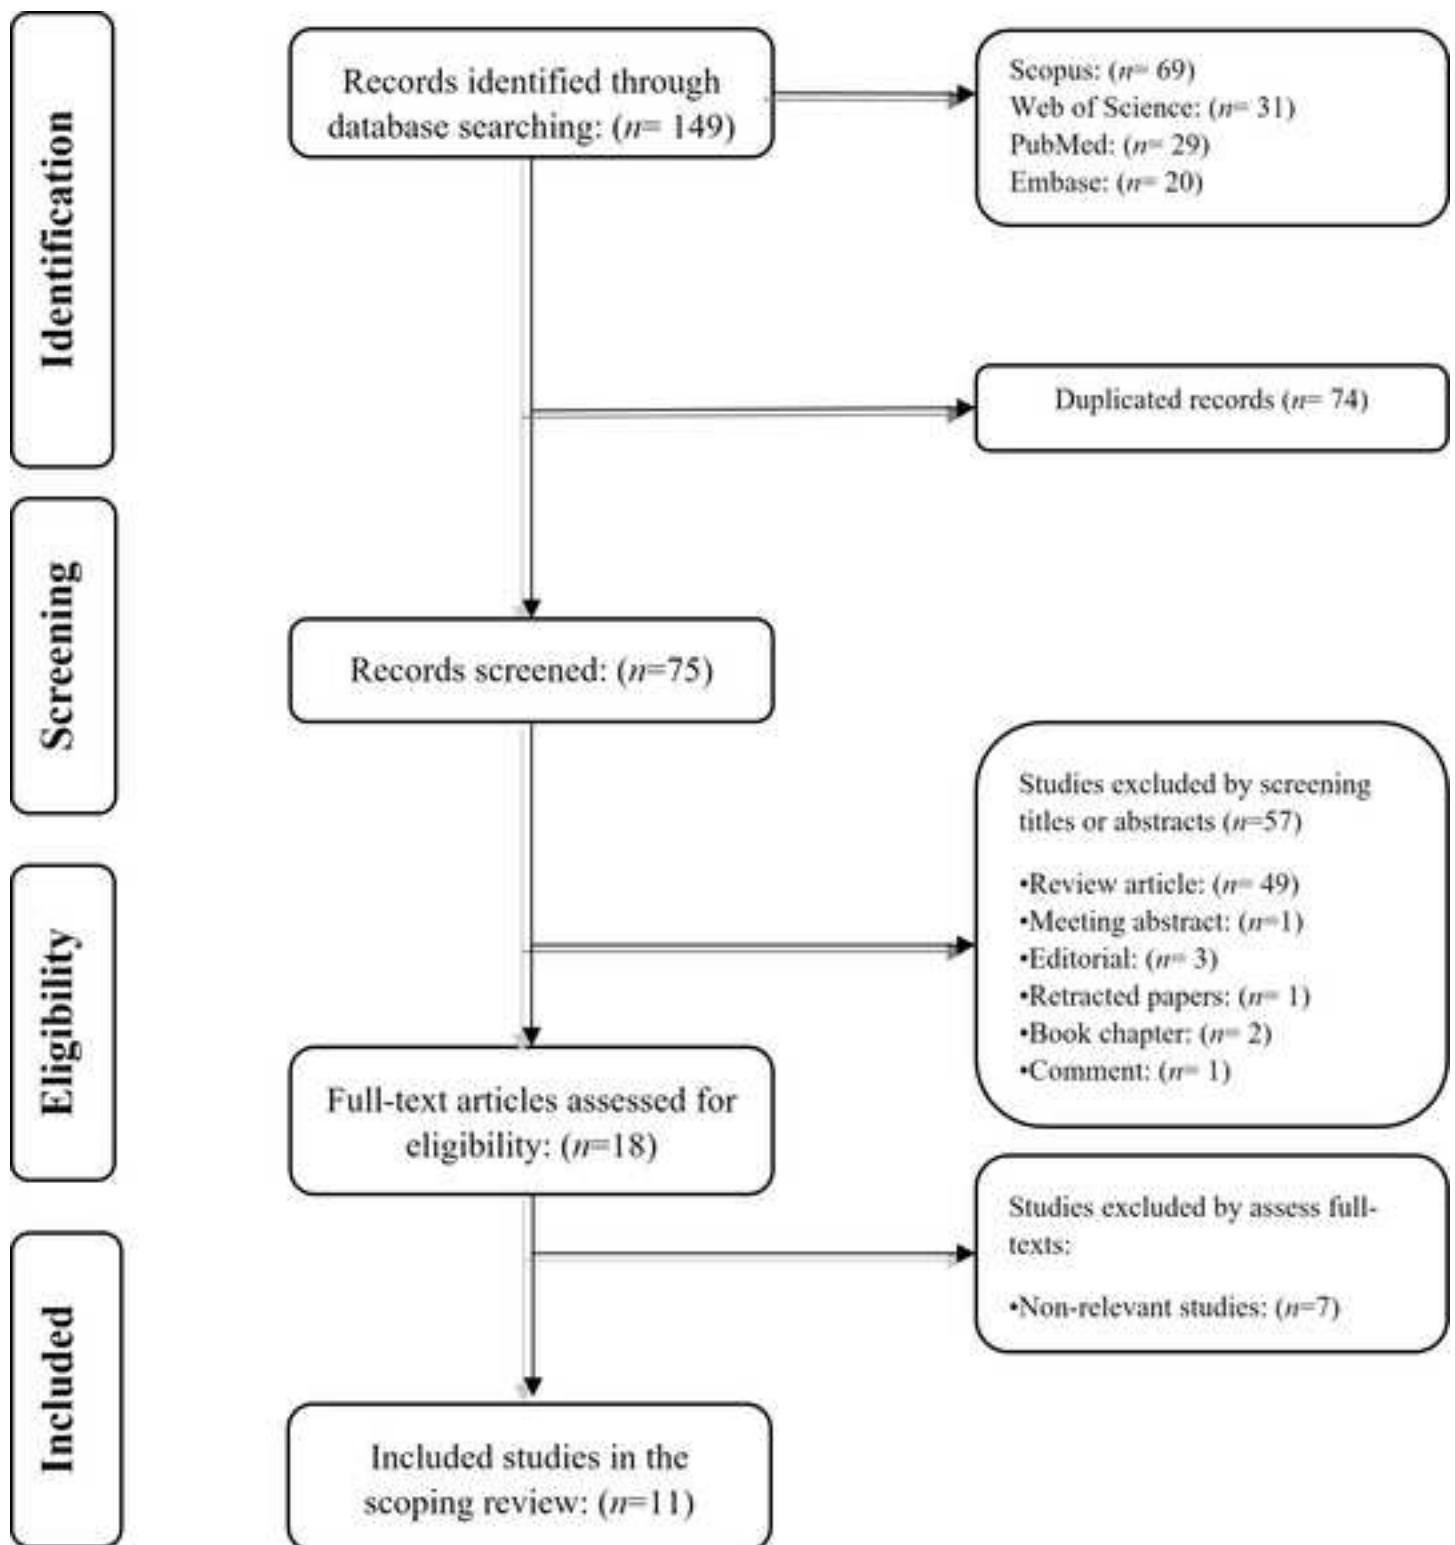 Identification
Records identified through
database searching: (n= 149)
Scopus: (n= 69)
Web of Science: (n= 31)
PubMed: (n= 29)
Embase: (n= 20)
Duplicated records (n= 74)
Screening
Records screened: (n=75)
Studies excluded by screening
titles or abstracts (n=57)
•Review article: (n= 49)
•Meeting abstract: (n=1)
•Editorial: (n= 3)
•Retracted papers: (n= 1)
•Book chapter: (n= 2)
•Comment: (n= 1)
Eligibility
Full-text articles assessed for
eligibility: (n=18)
Studies excluded by assess full-
texts:
•Non-relevant studies: (n=7)
Included
Included studies in the
scoping review: (n=11)